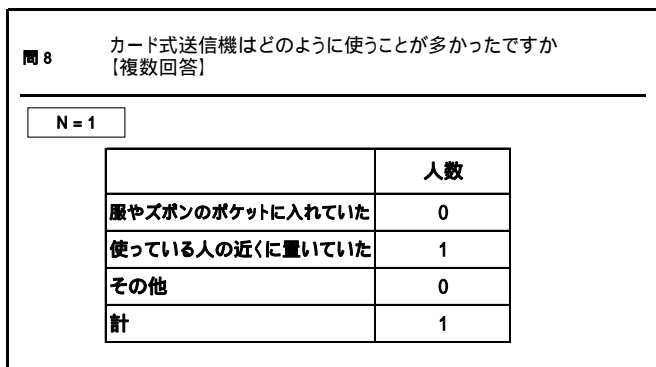 問8
カード式送信機はどのように使うことが多かったですか
【複数回答】
N = 1
人数
服やズボンのポケットに入れていた 0
使っている人の近くに置いていた 1
その他 0
計 1